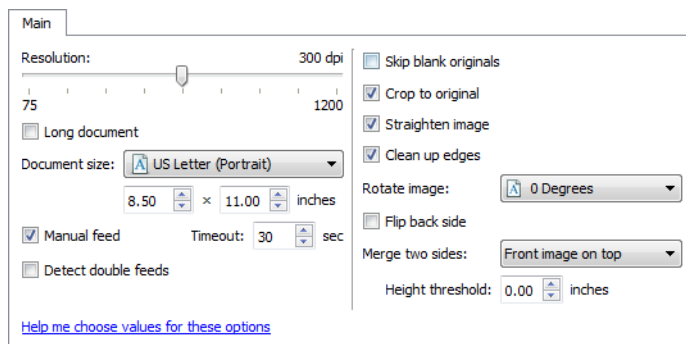 Main
Resolution: 300 dpi
75 1200
Long document
Document size: US Letter (Portrait)
8.50 × 11.00 inches
Manual feed Timeout: 30 sec
Detect double feeds
Help me choose values for these options
Skip blank originals
Crop to original
Straighten image
Clean up edges
Rotate image: 0 Degrees
Flip back side
Merge two sides: Front image on top
Height threshold: 0.00 inches